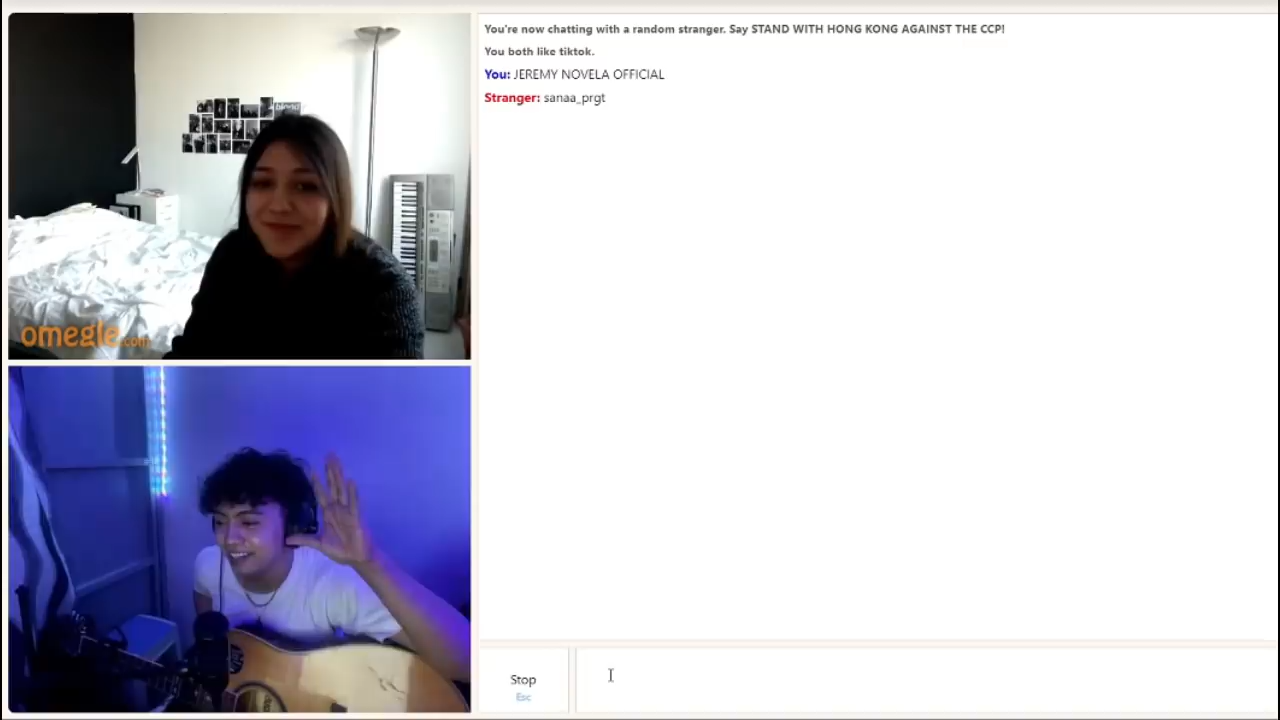 You're now chatting with a random stranger. Say STAND WITH HONG KONG AGAINST THE CCP!
You both like tiktok.
You: JEREMY NOVELA OFFICIAL
Stranger: sanaa_prgt
blond
omegle.com
Stop
Esc